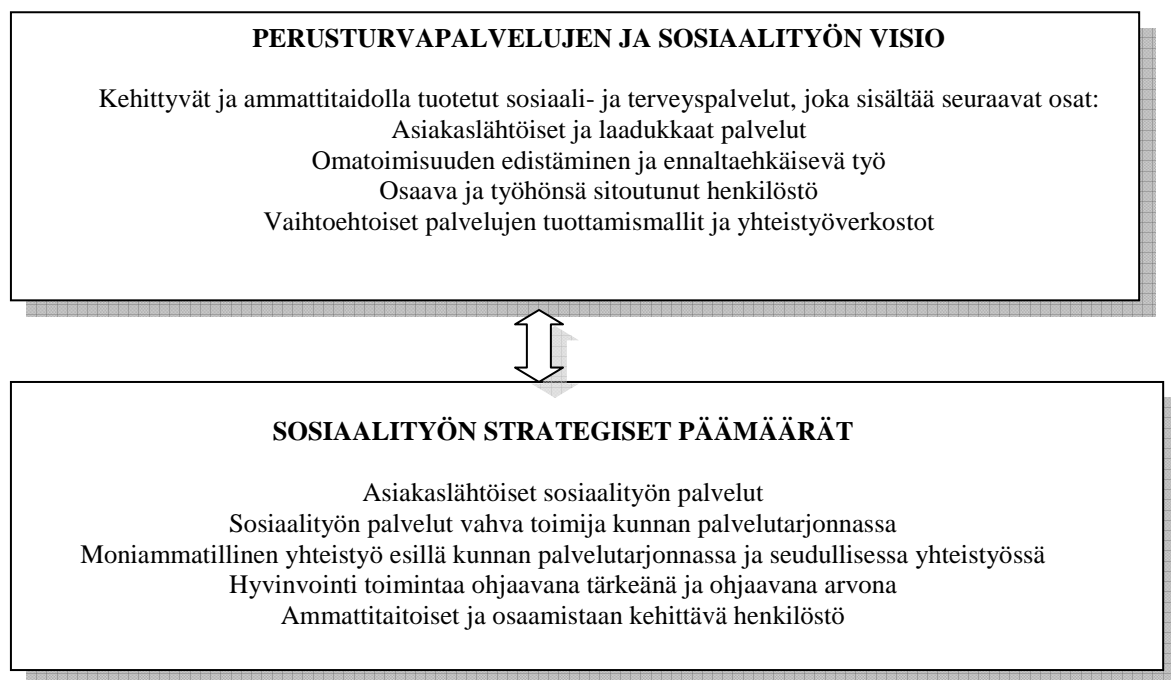 PERUSTURVAPALVELUJEN JA SOSIAALITYÖN VISIO
Kehittyvät ja ammattitaidolla tuotetut sosiaali- ja terveyspalvelut, joka sisältää seuraavat osat:
Asiakaslähtöiset ja laadukkaat palvelut
Omatoimisuuden edistäminen ja ennaltaehkäisevä työ
Osaava ja työhönsä sitoutunut henkilöstö
Vaihtoehtoiset palvelujen tuottamismallit ja yhteistyöverkostot
SOSIAALITYÖN STRATEGISET PÄÄMÄÄRÄT
Asiakaslähtöiset sosiaalityön palvelut
Sosiaalityön palvelut vahva toimija kunnan palvelutarjonnassa
Moniammatillinen yhteistyö esillä kunnan palvelutarjonnassa ja seudullisessa yhteistyössä
Hyvinvointi toimintaa ohjaavana tärkeänä ja ohjaavana arvona
Ammattitaitoiset ja osaamistaan kehittävä henkilöstö